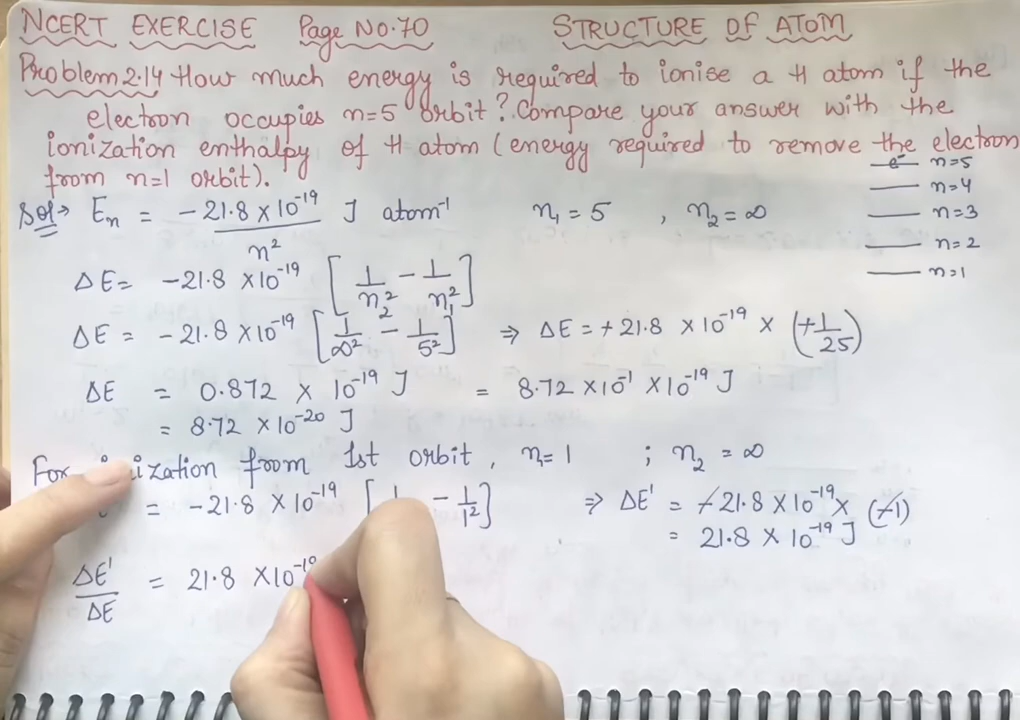 NCERT EXERCISE Page No.70 STRUCTURE OF ATOM
Problem 2.14 How much energy is required to ionise a H atom if the
electron occupies n=5 orbit? Compare your answer with the
ionization enthalpy of H atom (energy required to remove the electron
from n=1 orbit).
e⁻ n=5
n=4
n=3
n=2
n=1
Sol→ Eₙ = -21.8 × 10⁻¹⁹ / n² J atom⁻¹ n₁ = 5 , n₂ = ∞
ΔE = -21.8 × 10⁻¹⁹ [1/n₂² - 1/n₁²]
ΔE = -21.8 × 10⁻¹⁹ [1/∞² - 1/5²] ⇒ ΔE = +21.8 × 10⁻¹⁹ × (+1/25)
ΔE = 0.872 × 10⁻¹⁹ J = 8.72 × 10⁻¹ × 10⁻¹⁹ J
= 8.72 × 10⁻²⁰ J
For ization from 1st orbit, n = 1 ; n₂ = ∞
= -21.8 × 10⁻¹⁹ [1 - 1/1²] ⇒ ΔE' = -21.8 × 10⁻¹⁹ × (-1)
= 21.8 × 10⁻¹⁹ J
ΔE'/ΔE = 21.8 × 10⁻¹